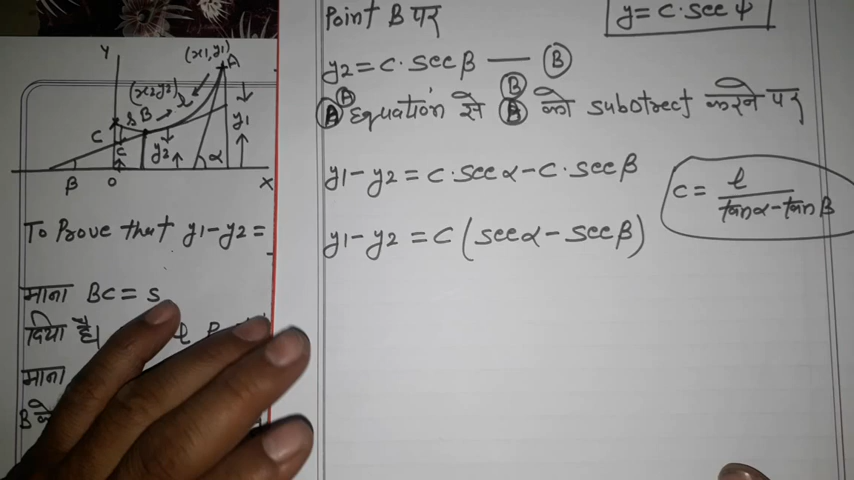 Y
(x1,y1)
A
(x2,y2)
l
S B
C
C
y2
y1
β
O
α
X
To Prove that y1-y2 =
माना BC = S
दिया है।
माना
Point B पर
y = c·sec ψ
y2 = c·sec β — B
A Equation से B को subtrect करने पर
y1-y2 = c·sec α - c·sec β
y1-y2 = c (sec α - sec β)
c = l / tan α - tan β